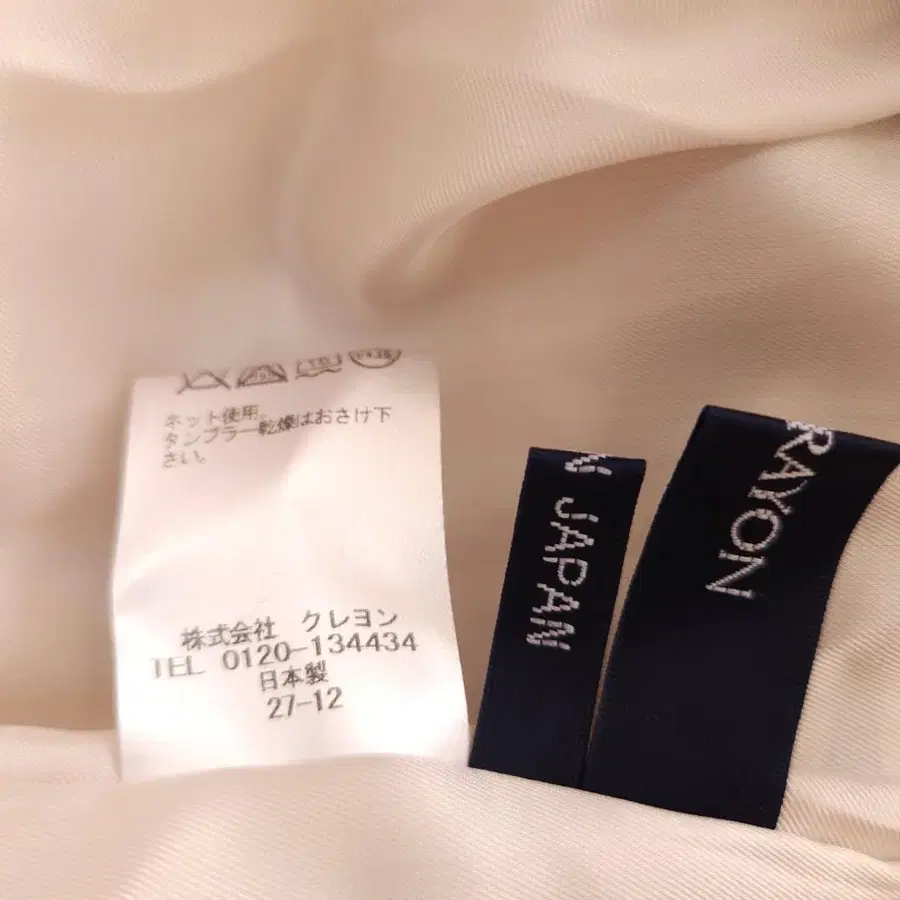 ネット使用。
タンブラー乾燥はおさけ下
さい。
株式会社 クレヨン
TEL 0120-134434
日本製
27-12
JAPAN
RAYON